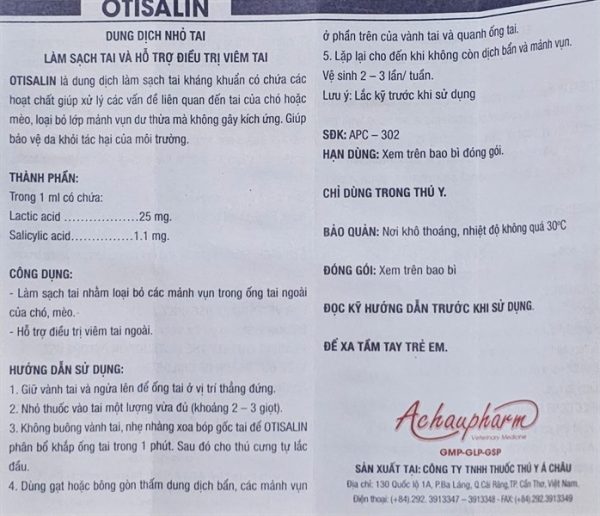 OTISALIN
DUNG DỊCH NHỎ TAI
LÀM SẠCH TAI VÀ HỖ TRỢ ĐIỀU TRỊ VIÊM TAI
OTISALIN là dung dịch làm sạch tai kháng khuẩn có chứa các
hoạt chất giúp xử lý các vấn đề liên quan đến tai của chó hoặc
mèo, loại bỏ lớp mảnh vụn dư thừa mà không gây kích ứng. Giúp
bảo vệ da khỏi tác hại của môi trường.
THÀNH PHẦN:
Trong 1 ml có chứa:
Lactic acid ...................25 mg.
Salicylic acid...............1.1 mg.
CÔNG DỤNG:
- Làm sạch tai nhằm loại bỏ các mảnh vụn trong ống tai ngoài
của chó, mèo.
- Hỗ trợ điều trị viêm tai ngoài.
HƯỚNG DẪN SỬ DỤNG:
1. Giữ vành tai và ngửa lên để ống tai ở vị trí thẳng đứng.
2. Nhỏ thuốc vào tai một lượng vừa đủ (khoảng 2 – 3 giọt).
3. Không buông vành tai, nhẹ nhàng xoa bóp gốc tai để OTISALIN
phân bổ khắp ống tai trong 1 phút. Sau đó cho thú cưng tự lắc
đầu.
4. Dùng gạt hoặc bông gòn thấm dung dịch bẩn, các mảnh vụn
ở phần trên của vành tai và quanh ống tai.
5. Lặp lại cho đến khi không còn dịch bẩn và mảnh vụn.
Vệ sinh 2 – 3 lần/ tuần.
Lưu ý: Lắc kỹ trước khi sử dụng
SĐK: APC – 302
HẠN DÙNG: Xem trên bao bì đóng gói.
CHỈ DÙNG TRONG THÚ Y.
BẢO QUẢN: Nơi khô thoáng, nhiệt độ không quá 30ºC
ĐÓNG GÓI: Xem trên bao bì
ĐỌC KỸ HƯỚNG DẪN TRƯỚC KHI SỬ DỤNG.
ĐỂ XA TẦM TAY TRẺ EM.
Achaupharm
Veterinary Medicine
GMP-GLP-GSP
SẢN XUẤT TẠI: CÔNG TY TNHH THUỐC THÚ Y Á CHÂU
Địa chỉ: 130 Quốc lộ 1A, P.Ba Láng, Q.Cái Răng, TP. Cần Thơ, Việt Nam.
Điện thoại: (+84).292. 3913347 – 3913348 - FAX: (+84).292.3913349